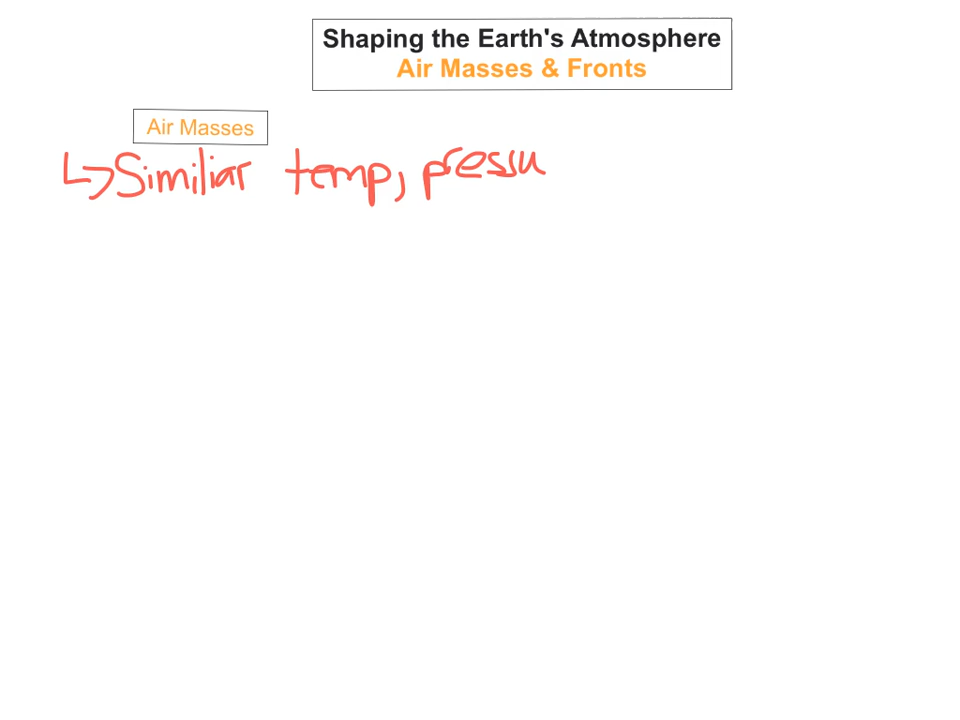 Shaping the Earth's Atmosphere
Air Masses & Fronts
Air Masses
↳Similiar temp, pressu